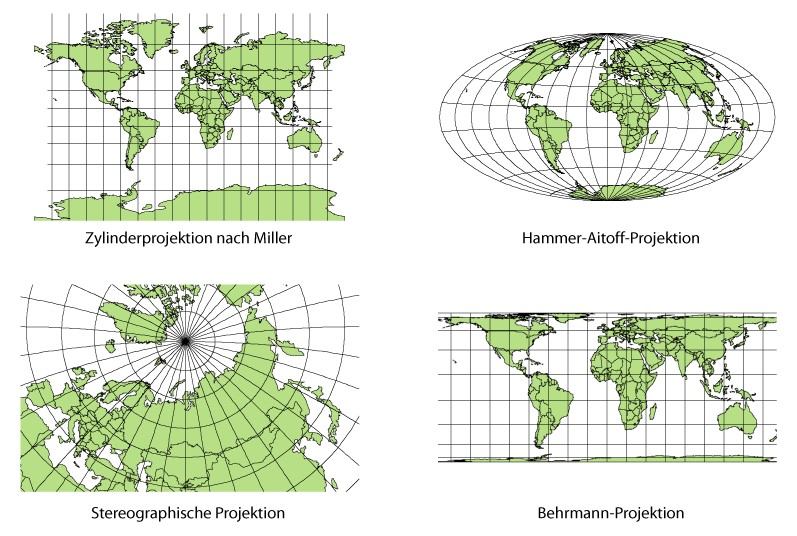 Zylinderprojektion nach Miller
Hammer-Aitoff-Projektion
Stereographische Projektion
Behrmann-Projektion